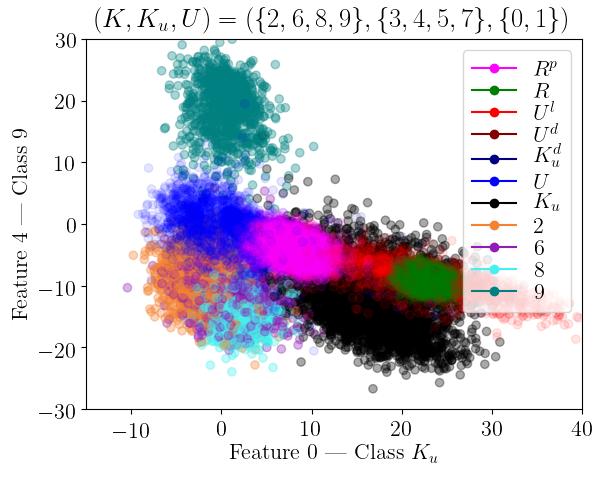 (K, K_u, U) = ({2, 6, 8, 9}, {3, 4, 5, 7}, {0, 1})
30
20
10
0
−10
−20
−30
Feature 4 — Class 9
R^p
R
U^l
U^d
K_u^d
U
K_u
2
6
8
9
−10 0 10 20 30 40
Feature 0 — Class K_u